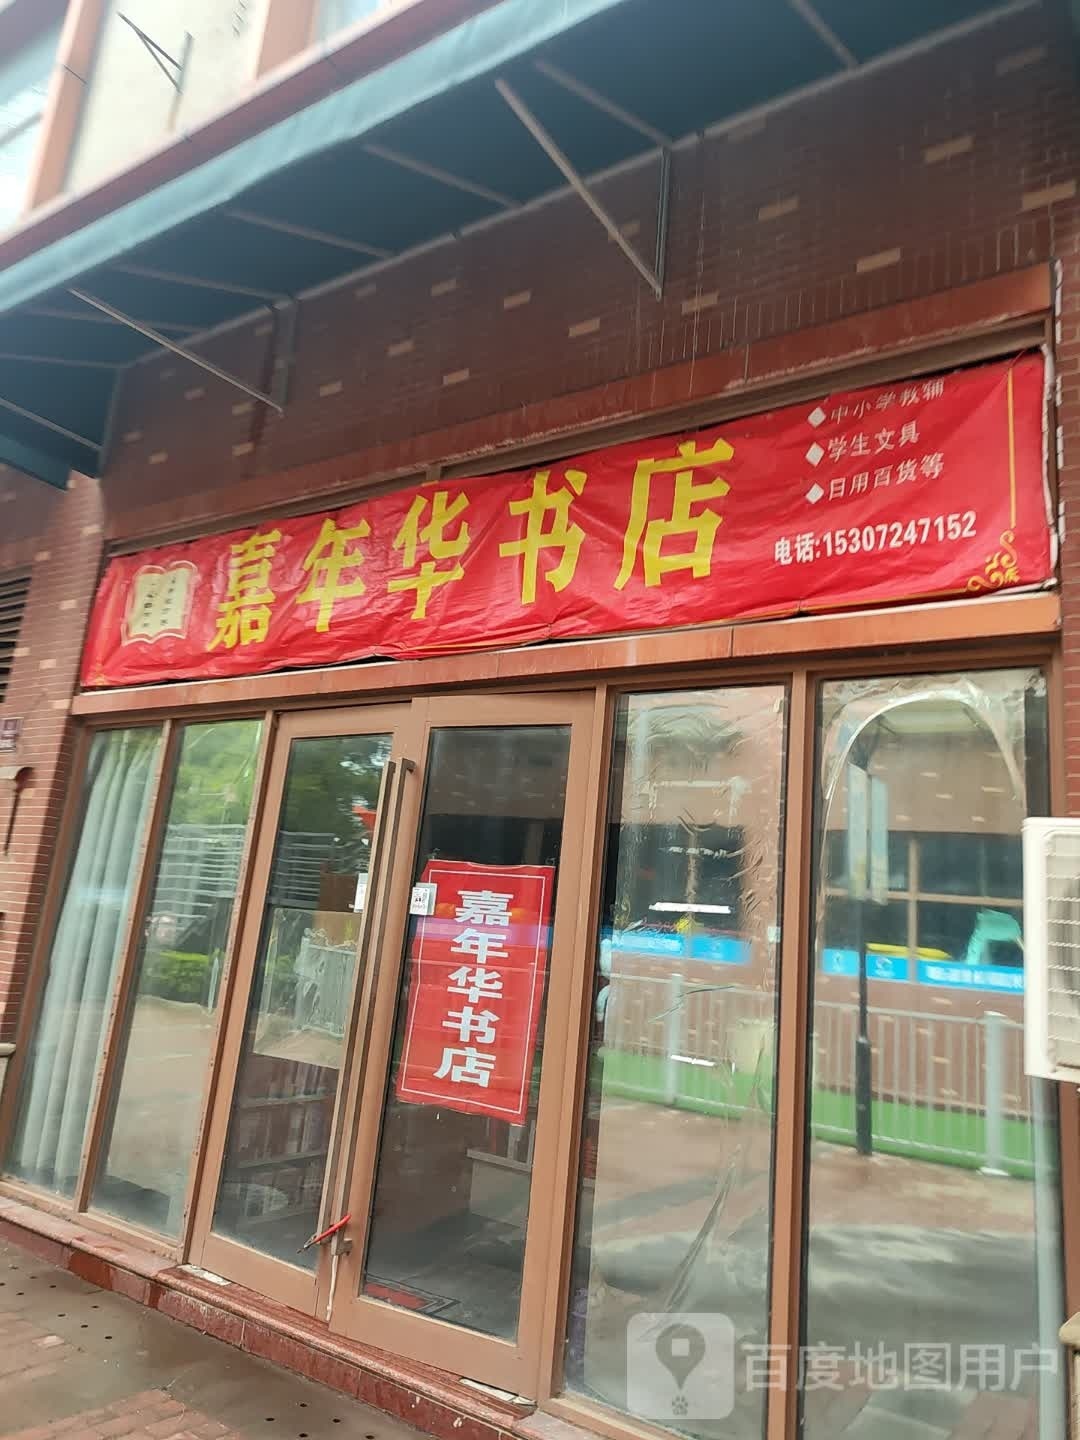 嘉年华书店
◆中小学教辅
◆学生文具
◆日用百货等
电话:15307247152
嘉年华书店
百度地图用户